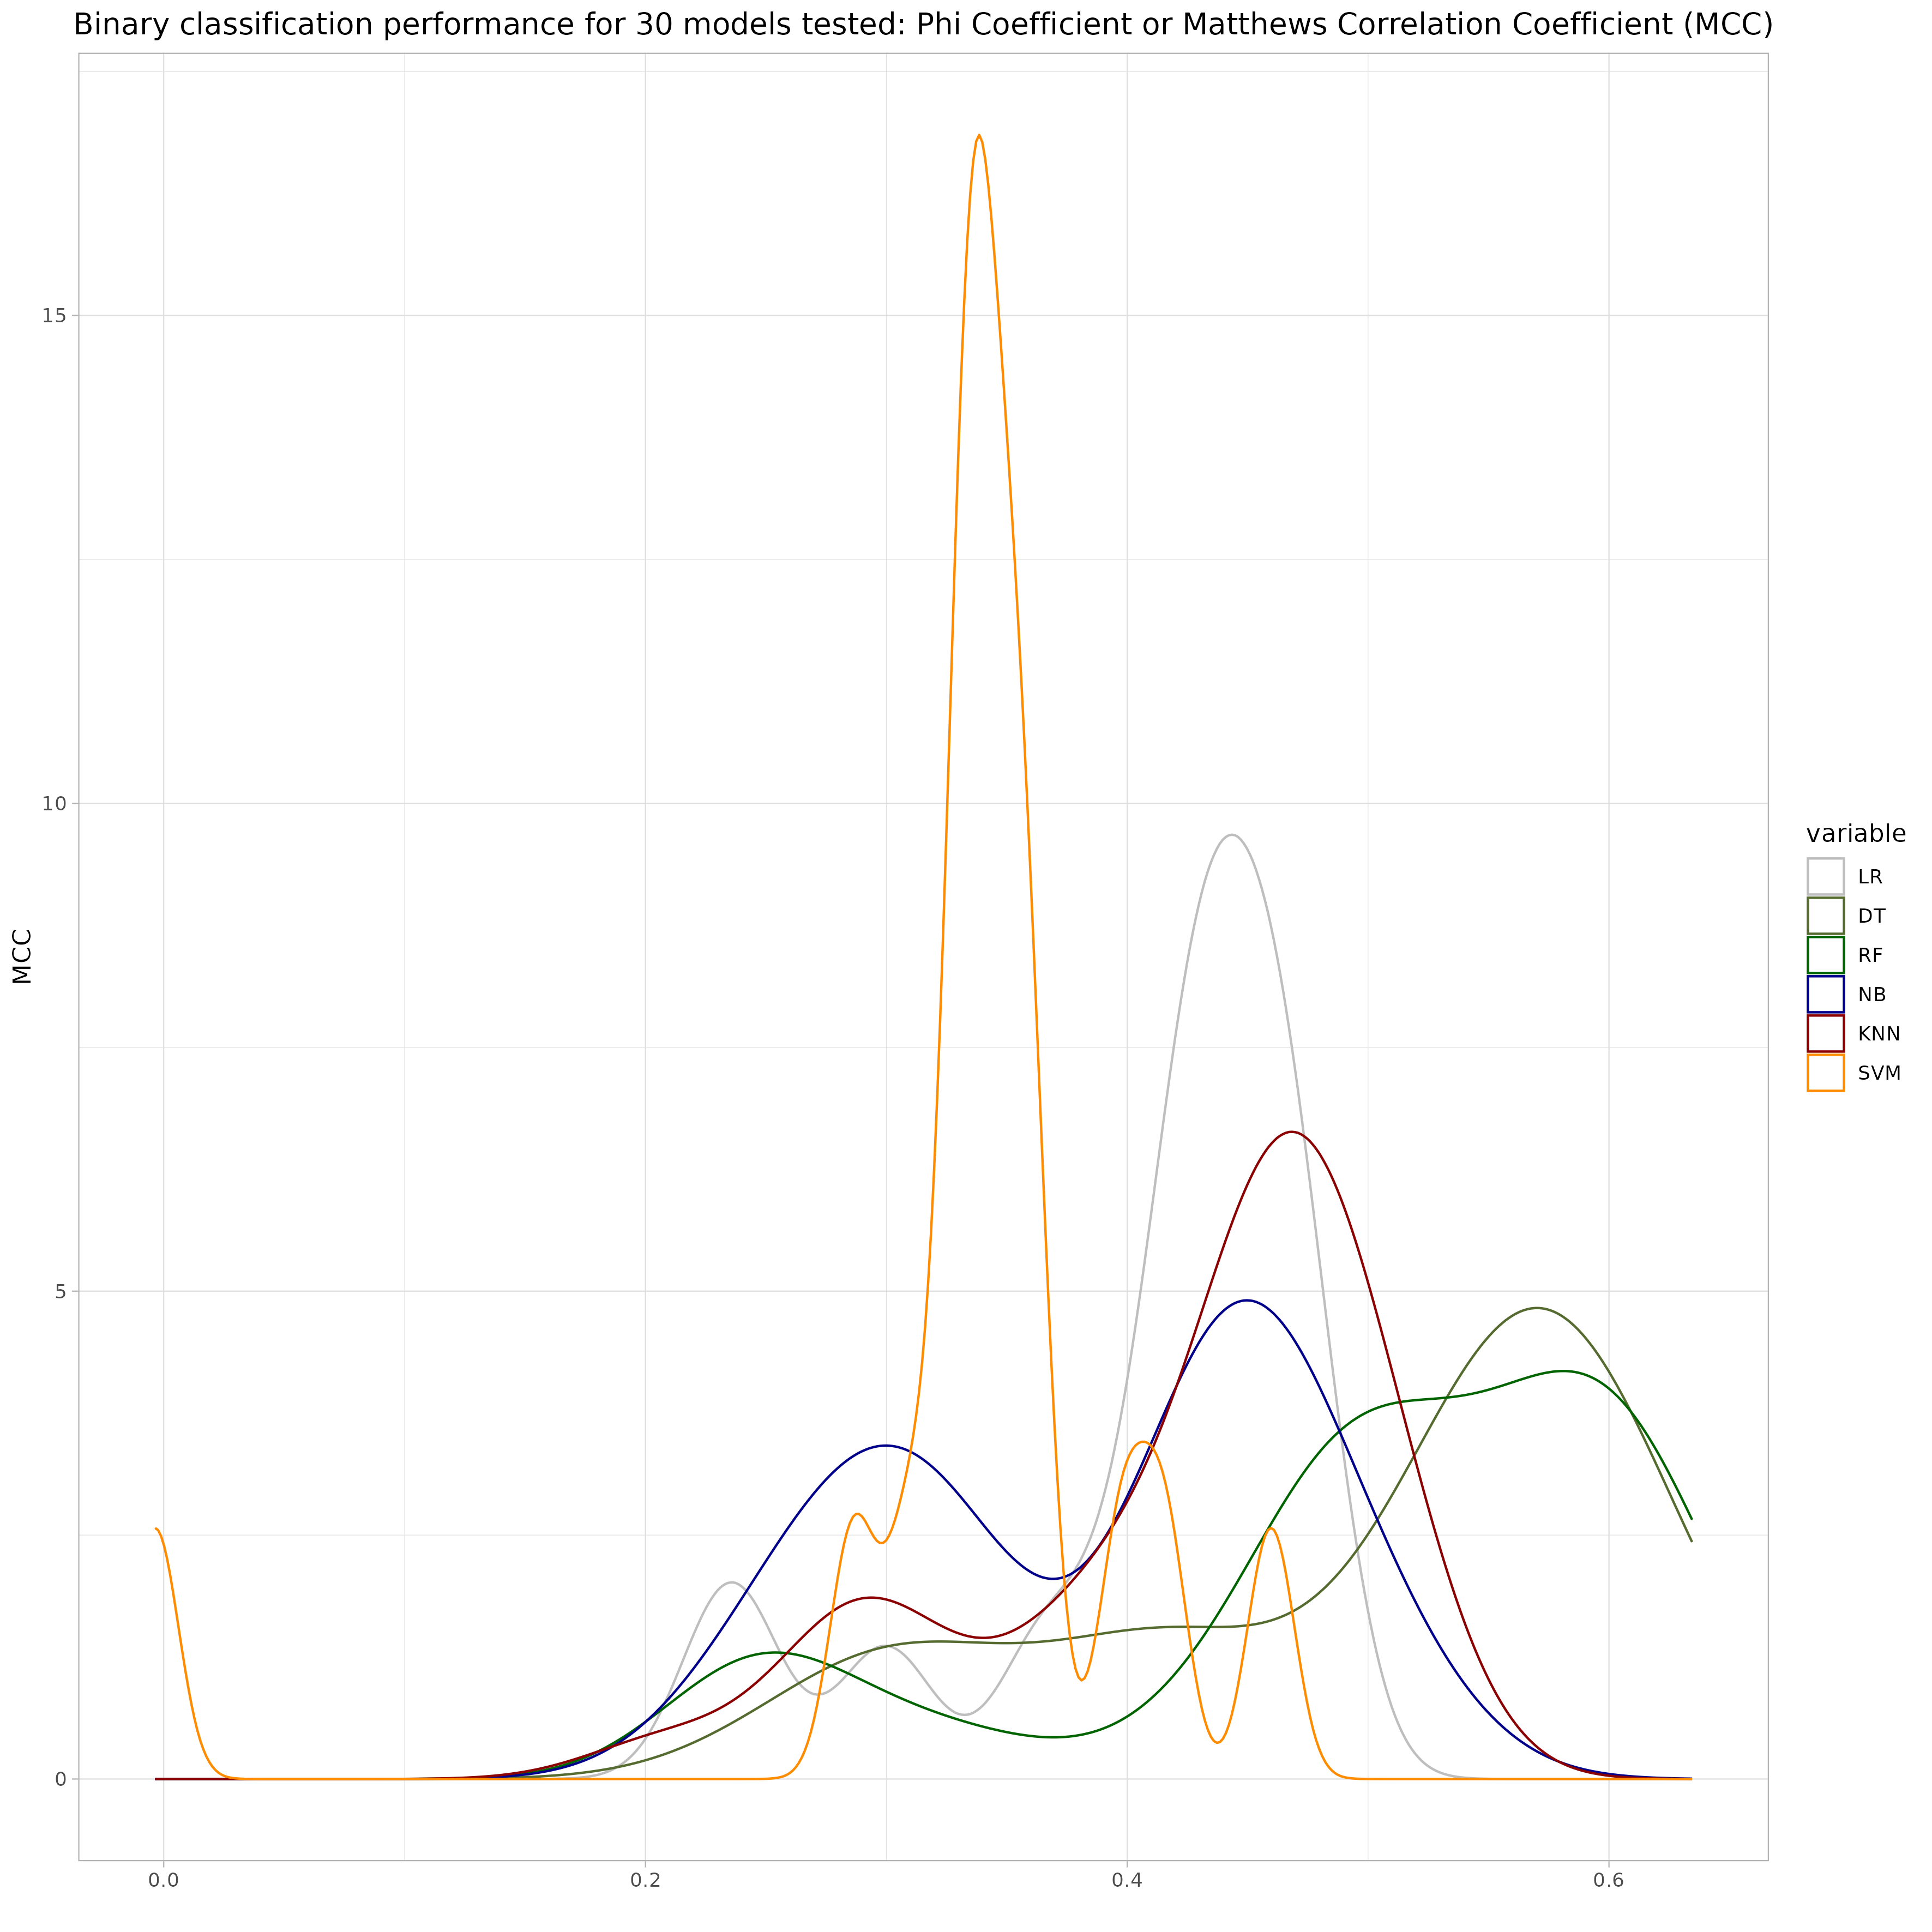 Binary classification performance for 30 models tested: Phi Coefficient or Matthews Correlation Coefficient (MCC)
15
10
5
0
MCC
0.0
0.2
0.4
0.6
variable
LR
DT
RF
NB
KNN
SVM